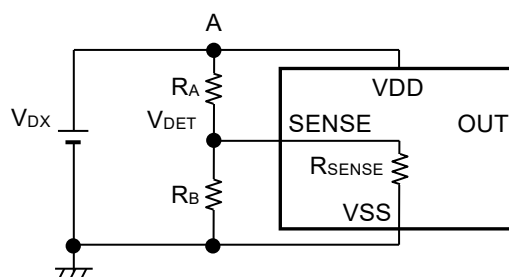 A
RA
VDX
VDET
RB
VDD
SENSE OUT
RSENSE
VSS